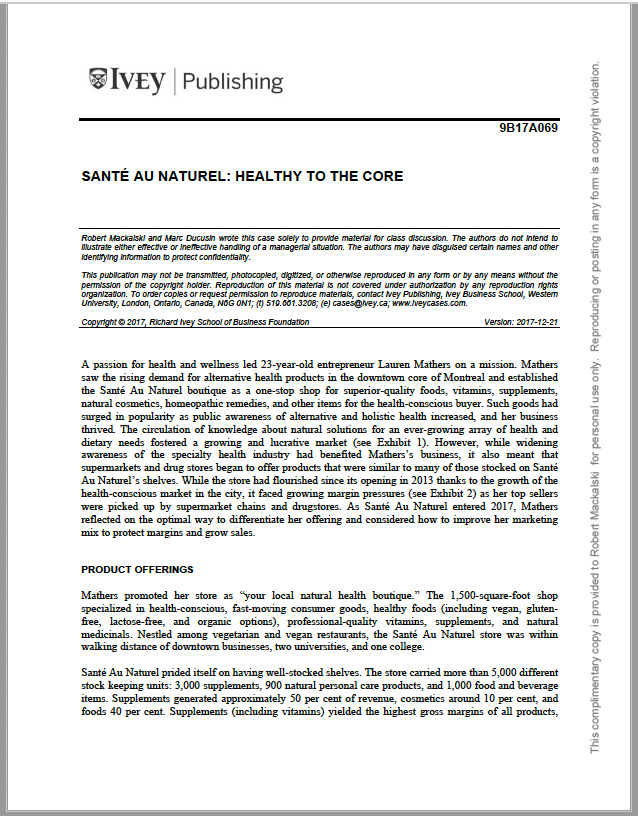 IVEY | Publishing
9B17A069
SANTÉ AU NATUREL: HEALTHY TO THE CORE
Robert Mackalski and Marc Ducusin wrote this case solely to provide material for class discussion. The authors do not intend to
illustrate either effective or ineffective handling of a managerial situation. The authors may have disguised certain names and other
identifying information to protect confidentiality.
This publication may not be transmitted, photocopied, digitized, or otherwise reproduced in any form or by any means without the
permission of the copyright holder. Reproduction of this material is not covered under authorization by any reproduction rights
organization. To order copies or request permission to reproduce materials, contact Ivey Publishing, Ivey Business School, Western
University, London, Ontario, Canada, N6G 0N1; (t) 519.661.3208; (e) cases@ivey.ca; www.iveycases.com.
Copyright © 2017, Richard Ivey School of Business Foundation Version: 2017-12-21
A passion for health and wellness led 23-year-old entrepreneur Lauren Mathers on a mission. Mathers
saw the rising demand for alternative health products in the downtown core of Montreal and established
the Santé Au Naturel boutique as a one-stop shop for superior-quality foods, vitamins, supplements,
natural cosmetics, homeopathic remedies, and other items for the health-conscious buyer. Such goods had
surged in popularity as public awareness of alternative and holistic health increased, and her business
thrived. The circulation of knowledge about natural solutions for an ever-growing array of health and
dietary needs fostered a growing and lucrative market (see Exhibit 1). However, while widening
awareness of the specialty health industry had benefited Mathers's business, it also meant that
supermarkets and drug stores began to offer products that were similar to many of those stocked on Santé
Au Naturel's shelves. While the store had flourished since its opening in 2013 thanks to the growth of the
health-conscious market in the city, it faced growing margin pressures (see Exhibit 2) as her top sellers
were picked up by supermarket chains and drugstores. As Santé Au Naturel entered 2017, Mathers
reflected on the optimal way to differentiate her offering and considered how to improve her marketing
mix to protect margins and grow sales.
PRODUCT OFFERINGS
Mathers promoted her store as “your local natural health boutique.” The 1,500-square-foot shop
specialized in health-conscious, fast-moving consumer goods, healthy foods (including vegan, gluten-
free, lactose-free, and organic options), professional-quality vitamins, supplements, and natural
medicinals. Nestled among vegetarian and vegan restaurants, the Santé Au Naturel store was within
walking distance of downtown businesses, two universities, and one college.
Santé Au Naturel prided itself on having well-stocked shelves. The store carried more than 5,000 different
stock keeping units: 3,000 supplements, 900 natural personal care products, and 1,000 food and beverage
items. Supplements generated approximately 50 per cent of revenue, cosmetics around 10 per cent, and
foods 40 per cent. Supplements (including vitamins) yielded the highest gross margins of all products,
This complimentary copy is provided to Robert Mackalski for personal use only. Reproducing or posting in any form is a copyright violation.